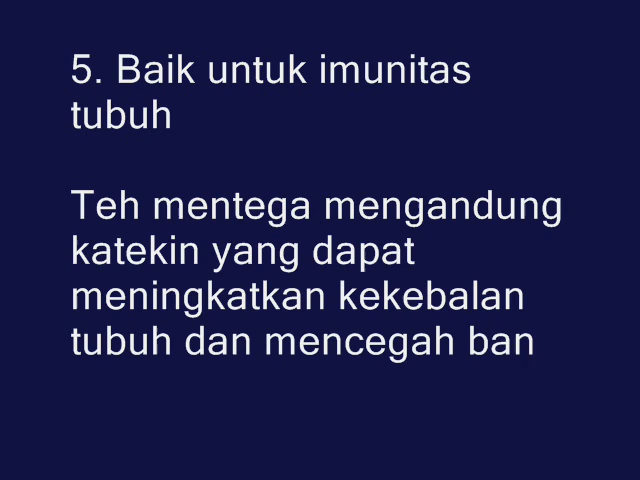 5. Baik untuk imunitas
tubuh
Teh mentega mengandung
katekin yang dapat
meningkatkan kekebalan
tubuh dan mencegah ban